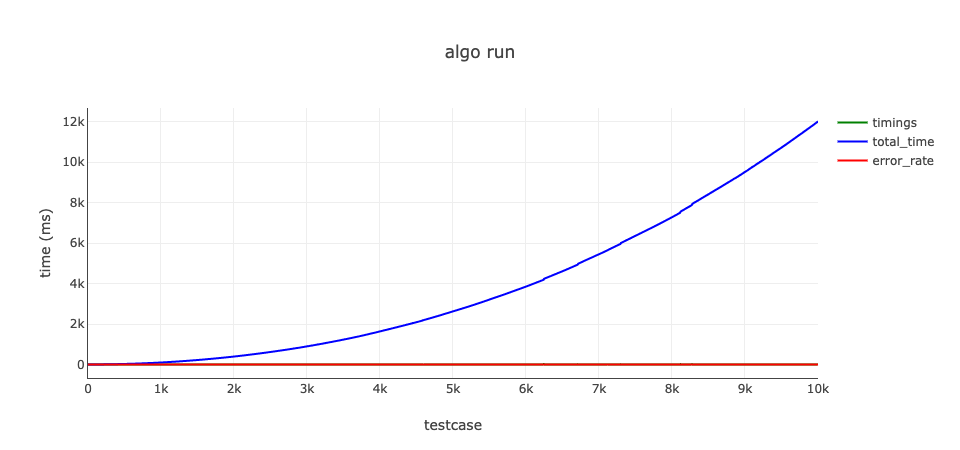 algo run
12k
10k
8k
6k
4k
2k
0
time (ms)
0 1k 2k 3k 4k 5k 6k 7k 8k 9k 10k
testcase
timings
total_time
error_rate